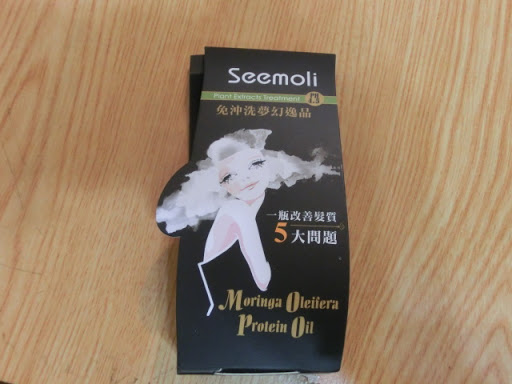 Seemoli
Plant Extracts Treatment
免沖洗夢幻逸品
一瓶改善髮質
5大問題
Moringa Oleifera
Protein Oil